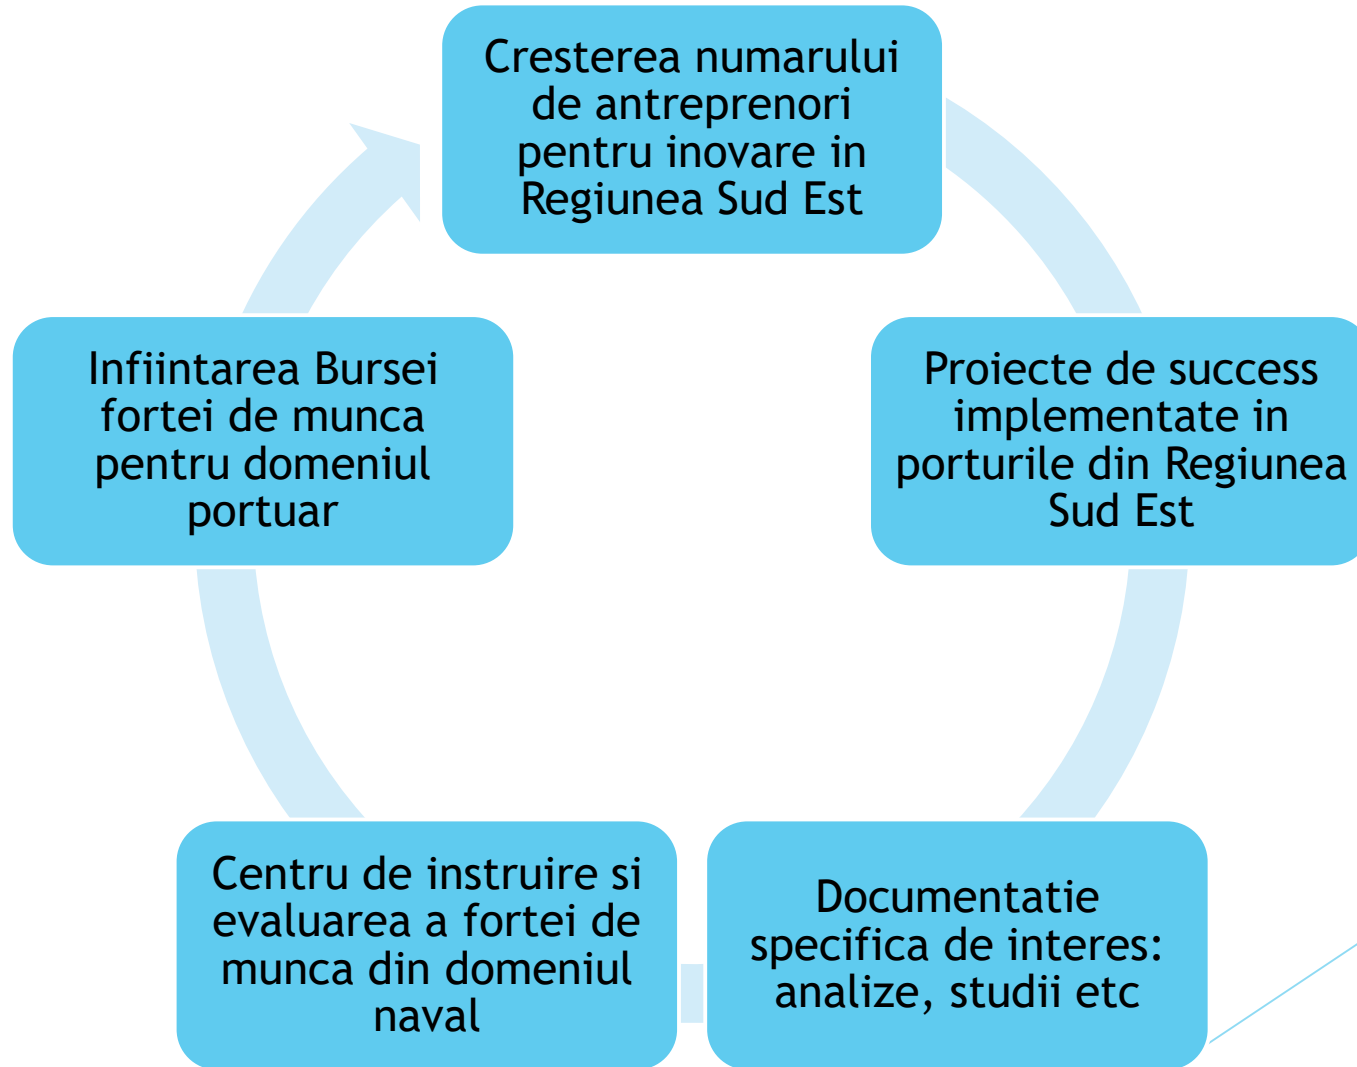 Cresterea numarului
de antreprenori
pentru inovare in
Regiunea Sud Est
Proiecte de success
implementate in
porturile din Regiunea
Sud Est
Documentatie
specifica de interes:
analize, studii etc
Centru de instruire si
evaluarea a fortei de
munca din domeniul
naval
Infiintarea Bursei
fortei de munca
pentru domeniul
portuar